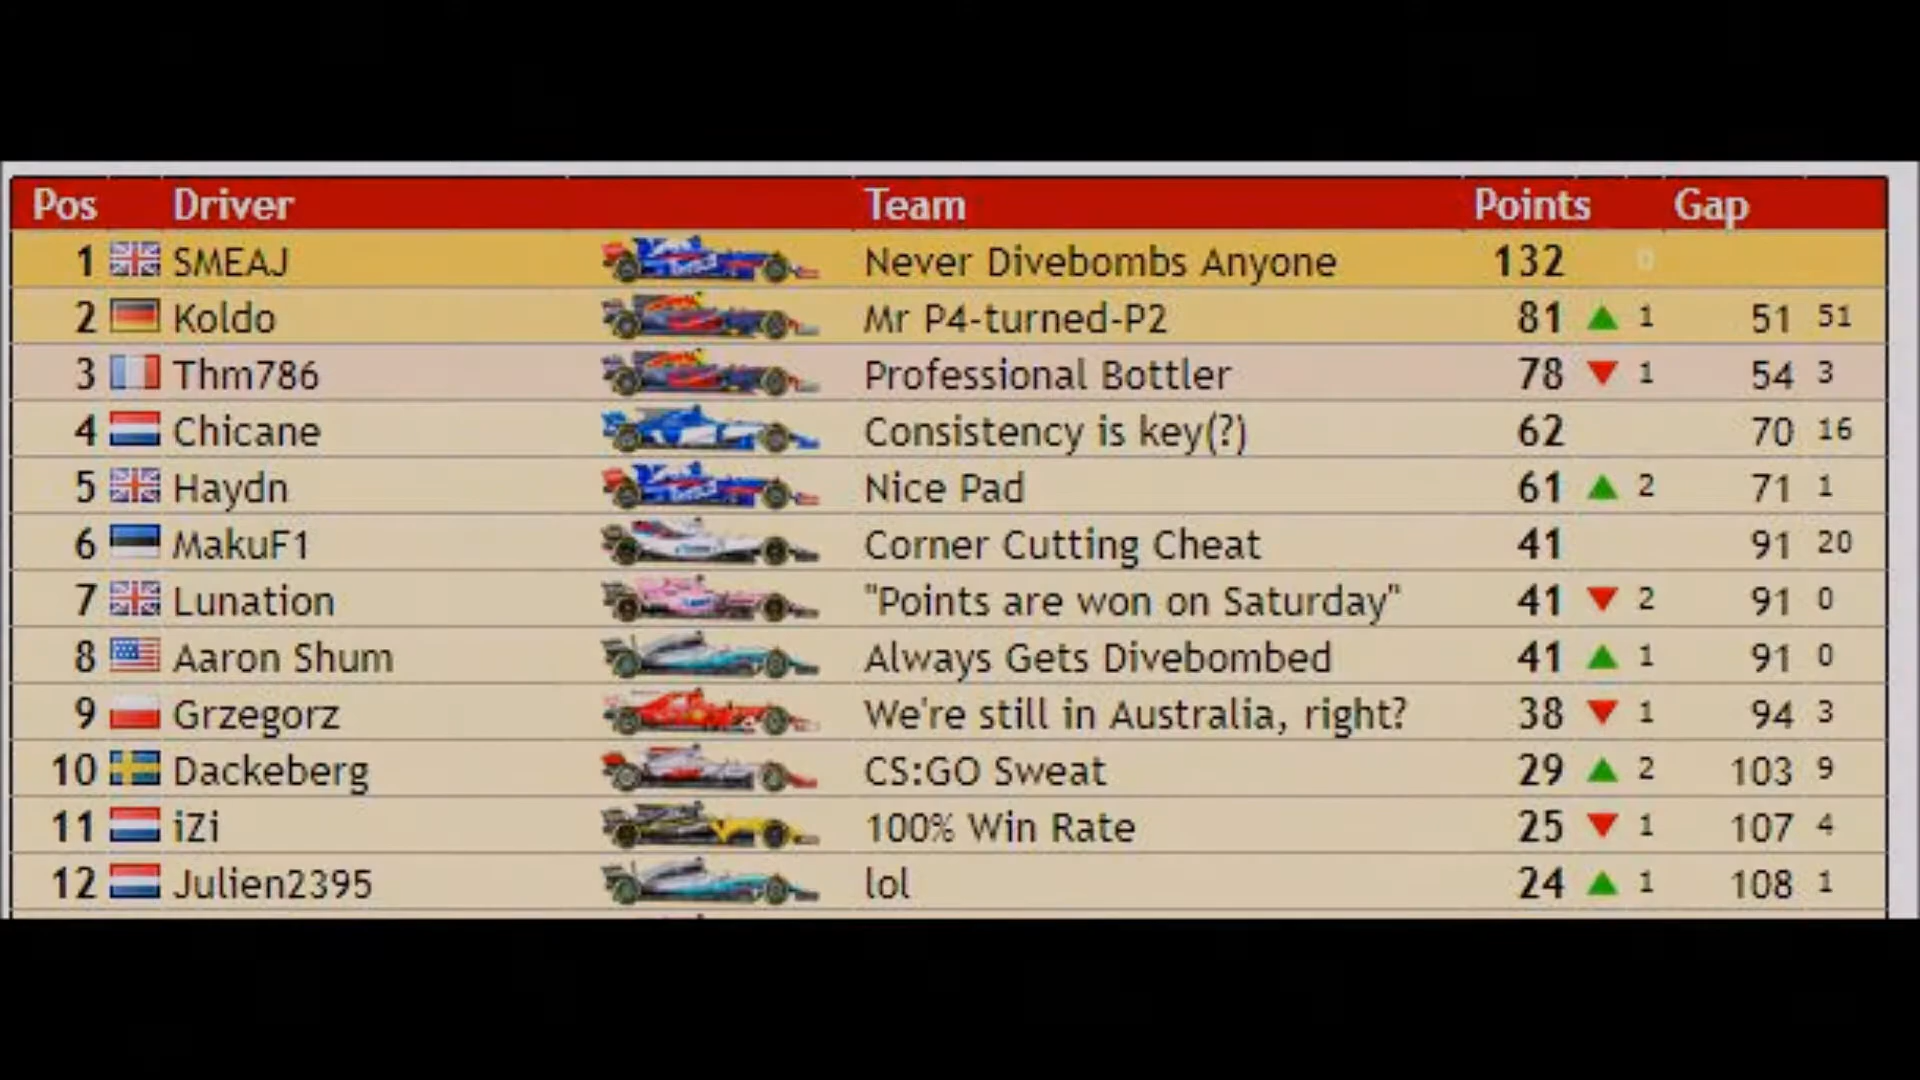 Pos Driver Team Points Gap
1 SMEAJ Never Divebombs Anyone 132 0
2 Koldo Mr P4-turned-P2 81 1 51 51
3 Thm786 Professional Bottler 78 1 54 3
4 Chicane Consistency is key(?) 62 70 16
5 Haydn Nice Pad 61 2 71 1
6 MakuF1 Corner Cutting Cheat 41 91 20
7 Lunation "Points are won on Saturday" 41 2 91 0
8 Aaron Shum Always Gets Divebombed 41 1 91 0
9 Grzegorz We're still in Australia, right? 38 1 94 3
10 Dackeberg CS:GO Sweat 29 2 103 9
11 iZi 100% Win Rate 25 1 107 4
12 Julien2395 lol 24 1 108 1